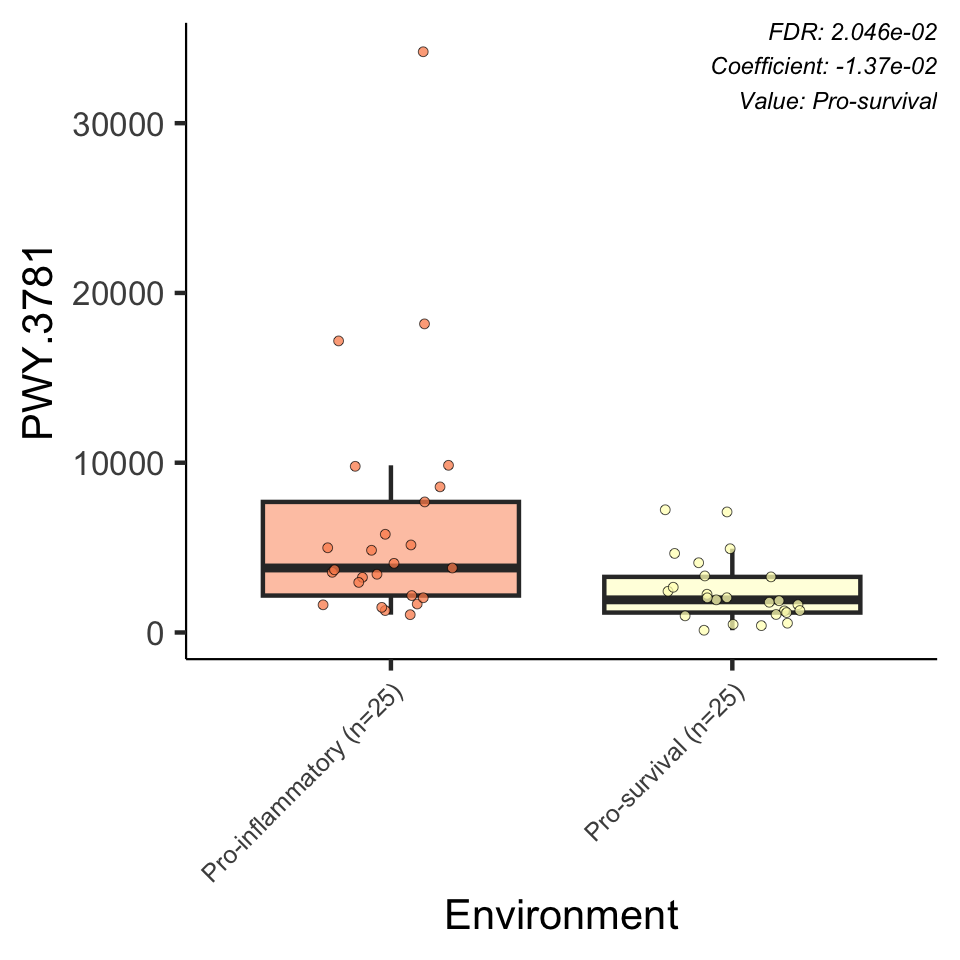 FDR: 2.046e-02
Coefficient: -1.37e-02
Value: Pro-survival
PWY.3781
30000
20000
10000
0
Pro-inflammatory (n=25)
Pro-survival (n=25)
Environment